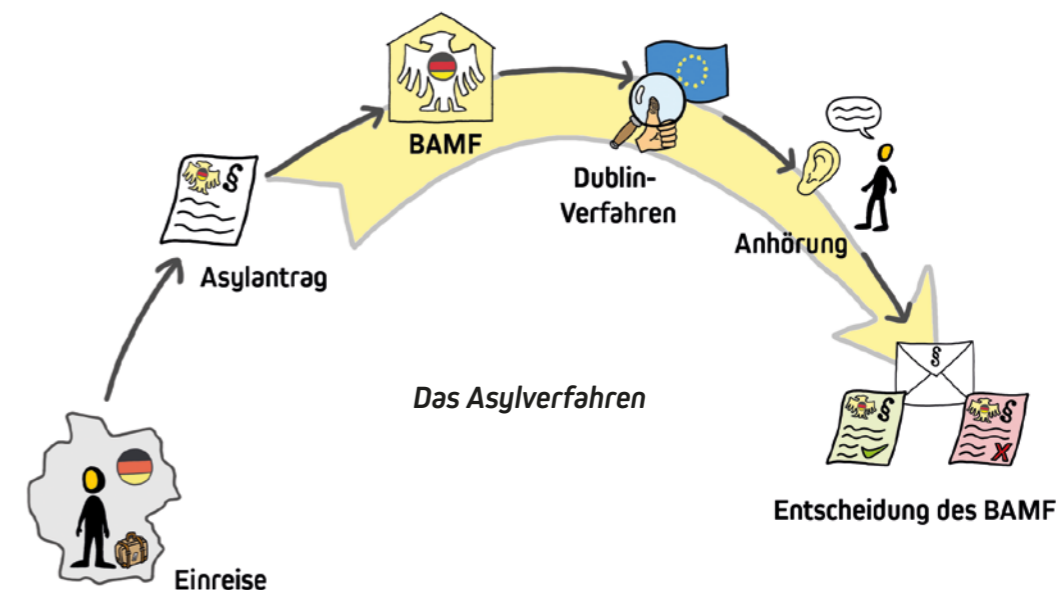 Einreise
Asylantrag
§
BAMF
Dublin-
Verfahren
Anhörung
§
§
§
Entscheidung des BAMF
Das Asylverfahren